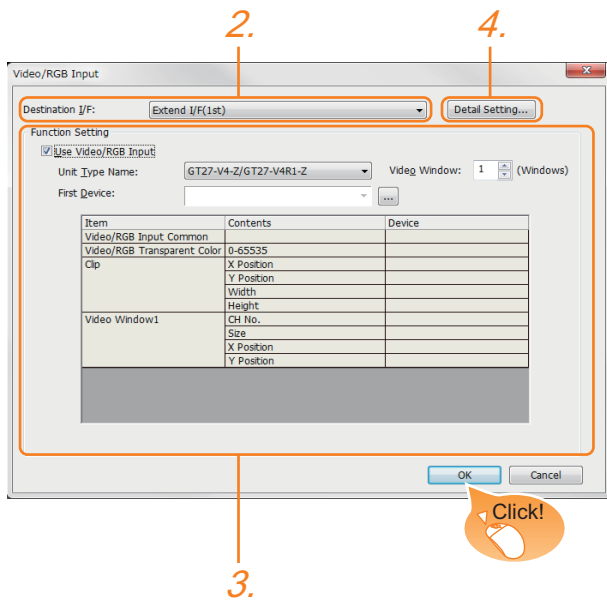 2.
4.
Video/RGB Input
Destination I/F: Extend I/F(1st) Detail Setting...
Function Setting
Use Video/RGB Input
Unit Type Name: GT27-V4-Z/GT27-V4R1-Z Video Window: 1 (Windows)
First Device: ...
Item Contents Device
Video/RGB Input Common
Video/RGB Transparent Color 0-65535
Clip X Position
Y Position
Width
Height
Video Window1 CH No.
Size
X Position
Y Position
OK Cancel
Click!
3.